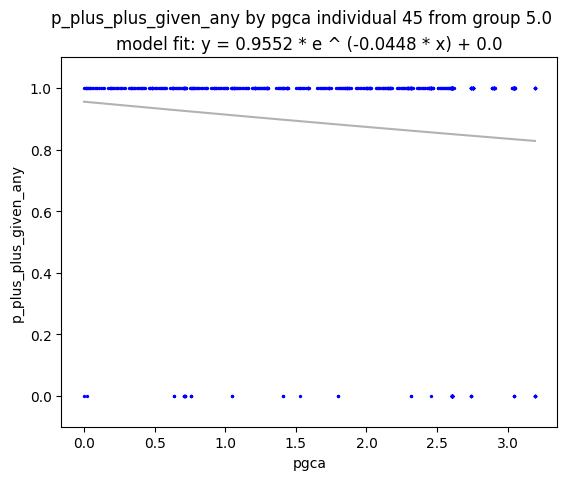 p_plus_plus_given_any by pgca individual 45 from group 5.0
model fit: y = 0.9552 * e ^ (-0.0448 * x) + 0.0
1.0
0.8
0.6
0.4
0.2
0.0
p_plus_plus_given_any
0.0 0.5 1.0 1.5 2.0 2.5 3.0
pgca